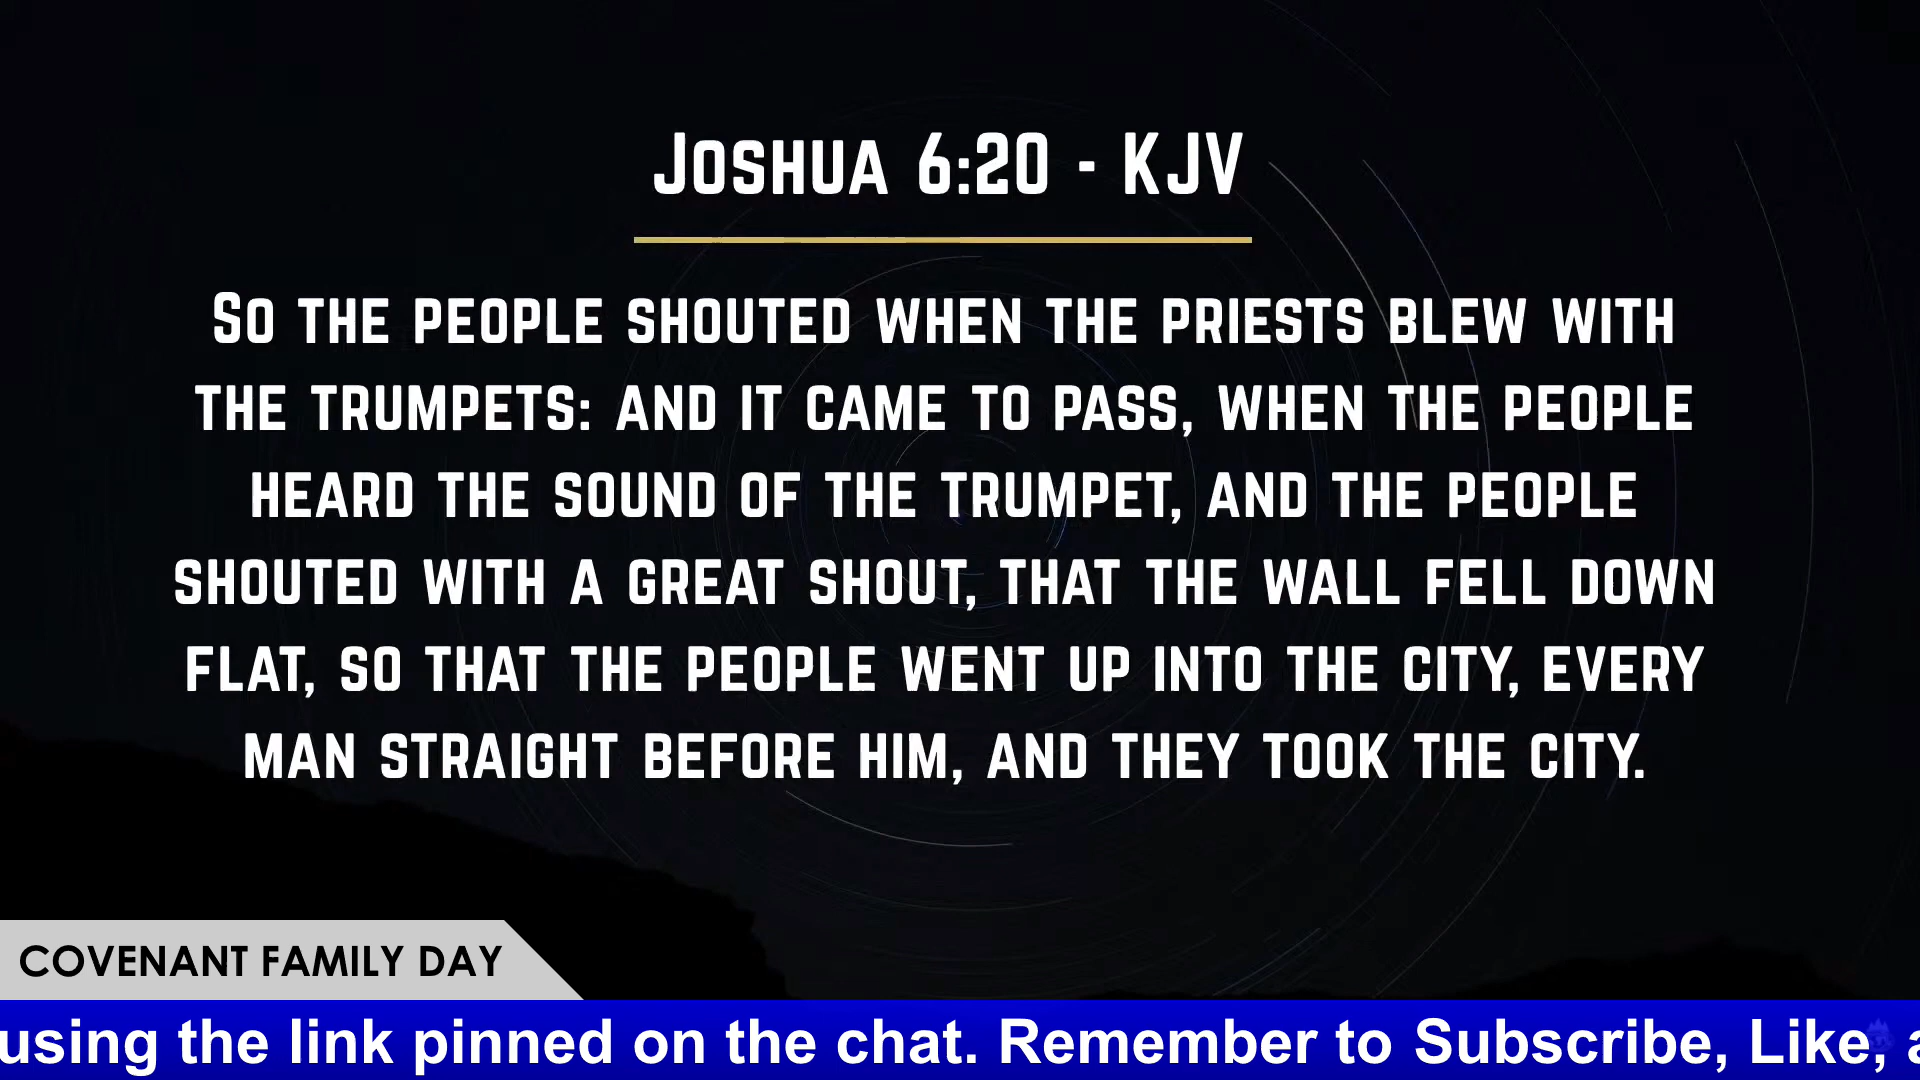 Joshua 6:20 - KJV
So the people shouted when the priests blew with
the trumpets: and it came to pass, when the people
heard the sound of the trumpet, and the people
shouted with a great shout, that the wall fell down
flat, so that the people went up into the city, every
man straight before him, and they took the city.
COVENANT FAMILY DAY
using the link pinned on the chat. Remember to Subscribe, Like,